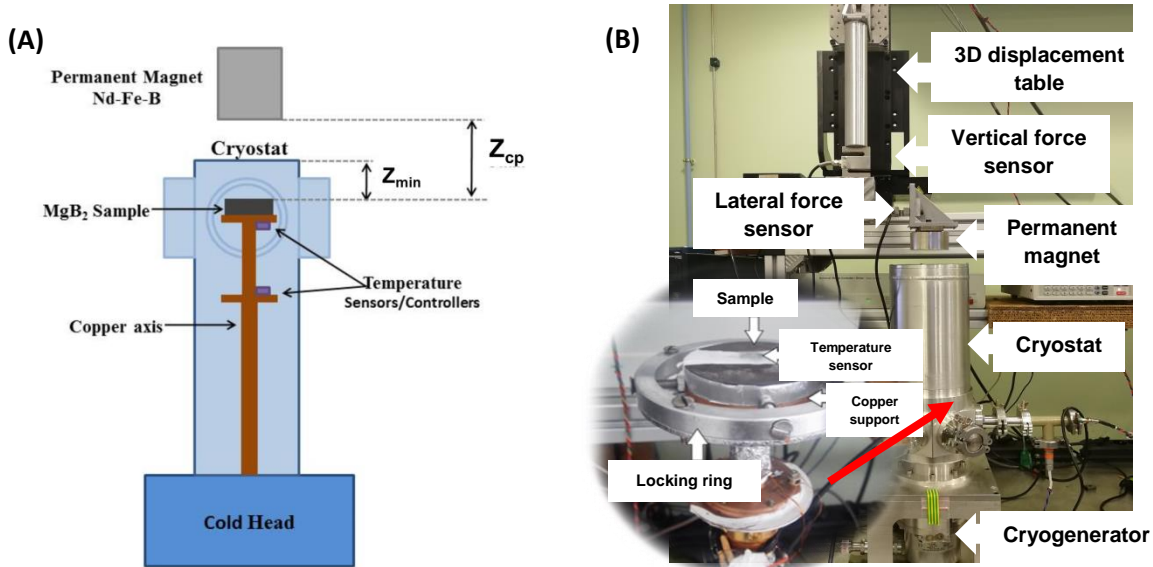 (A)
Permanent Magnet
Nd-Fe-B
Cryostat
Zcp
Zmin
MgB₂ Sample
Temperature
Sensors/Controllers
Copper axis
Cold Head
(B)
3D displacement
table
Vertical force
sensor
Lateral force
sensor
Permanent
magnet
Sample
Temperature
sensor
Cryostat
Copper
support
Locking ring
Cryogenerator